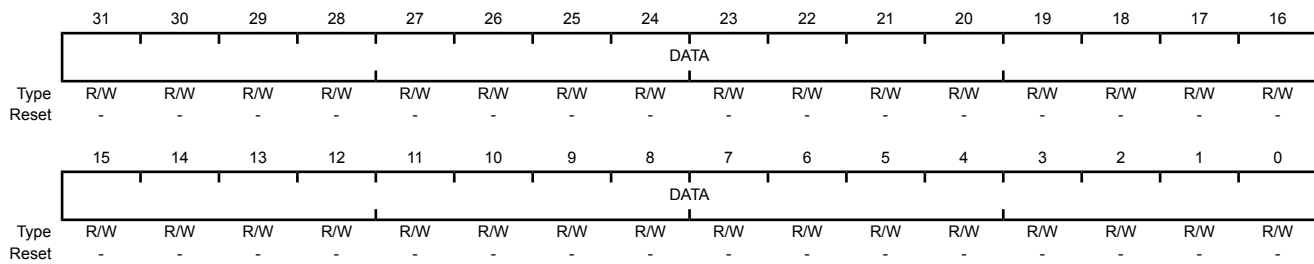 31 30 29 28 27 26 25 24 23 22 21 20 19 18 17 16
DATA
Type R/W R/W R/W R/W R/W R/W R/W R/W R/W R/W R/W R/W R/W R/W R/W R/W
Reset - - - - - - - - - - - - - - - -
15 14 13 12 11 10 9 8 7 6 5 4 3 2 1 0
DATA
Type R/W R/W R/W R/W R/W R/W R/W R/W R/W R/W R/W R/W R/W R/W R/W R/W
Reset - - - - - - - - - - - - - - - -